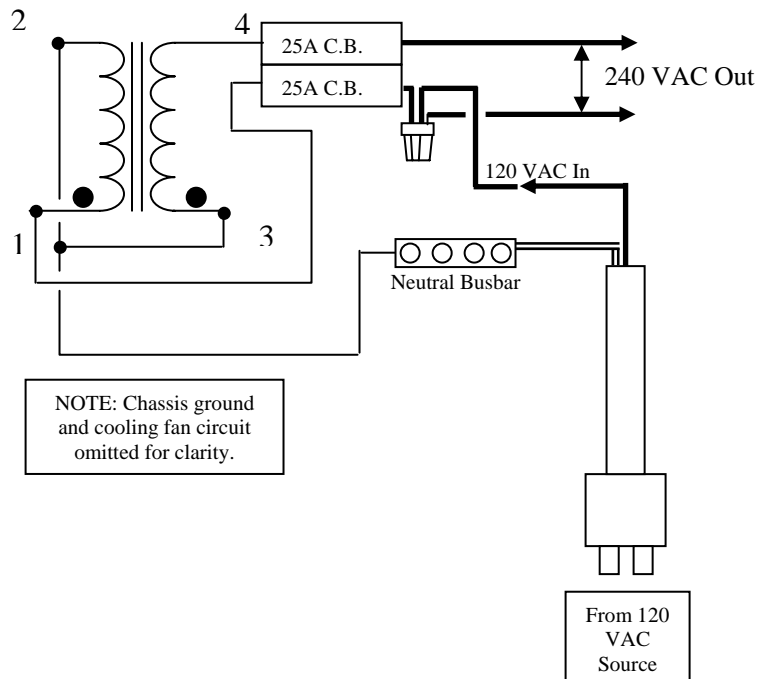 2
4
25A C.B.
25A C.B.
240 VAC Out
120 VAC In
1
3
Neutral Busbar
NOTE: Chassis ground
and cooling fan circuit
omitted for clarity.
From 120
VAC
Source